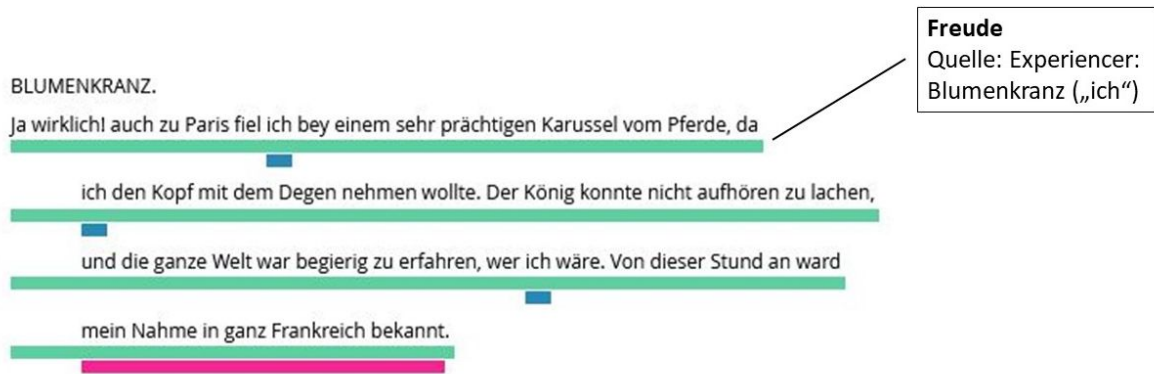 Freude
Quelle: Experiencer:
Blumenkranz („ich“)
BLUMENKRANZ.
Ja wirklich! auch zu Paris fiel ich bey einem sehr prächtigen Karussel vom Pferde, da
ich den Kopf mit dem Degen nehmen wollte. Der König konnte nicht aufhören zu lachen,
und die ganze Welt war begierig zu erfahren, wer ich wäre. Von dieser Stund an ward
mein Nahme in ganz Frankreich bekannt.